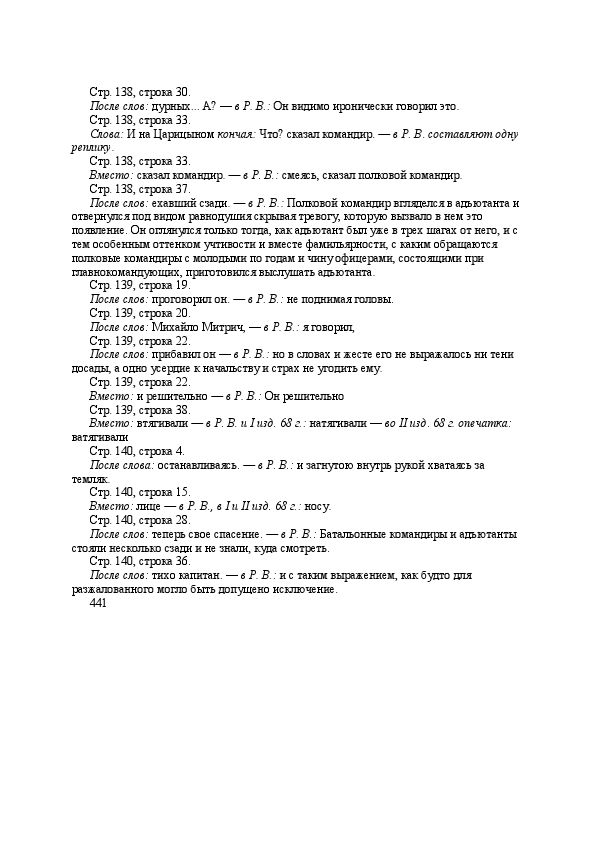 Стр. 138, строка 30.
После слов: дурных... А? — в Р. В.: Он видимо иронически говорил это.
Стр. 138, строка 33.
Слова: И на Царицыном кончая: Что? сказал командир. — в Р. В. составляют одну
реплику.
Стр. 138, строка 33.
Вместо: сказал командир. — в Р. В.: смеясь, сказал полковой командир.
Стр. 138, строка 37.
После слов: ехавший сзади. — в Р. В.: Полковой командир вгляделся в адъютанта и
отвернулся под видом равнодушия скрывая тревогу, которую вызвало в нем это
появление. Он оглянулся только тогда, как адъютант был уже в трех шагах от него, и с
тем особенным оттенком учтивости и вместе фамильярности, с каким обращаются
полковые командиры с молодыми по годам и чину офицерами, состоящими при
главнокомандующих, приготовился выслушать адъютанта.
Стр. 139, строка 19.
После слов: проговорил он. — в Р. В.: не поднимая головы.
Стр. 139, строка 20.
После слов: Михайло Митрич, — в Р. В.: я говорил,
Стр. 139, строка 22.
После слов: прибавил он — в Р. В.: но в словах и жесте его не выражалось ни тени
досады, а одно усердие к начальству и страх не угодить ему.
Стр. 139, строка 22.
Вместо: и решительно — в Р. В.: Он решительно
Стр. 139, строка 38.
Вместо: втягивали — в Р. В. и I изд. 68 г.: натягивали — во II изд. 68 г. опечатка:
ватягивали
Стр. 140, строка 4.
После слова: останавливаясь. — в Р. В.: и загнутою внутрь рукой хватаясь за
темляк.
Стр. 140, строка 15.
Вместо: лице — в Р. В., в I и II изд. 68 г.: носу.
Стр. 140, строка 28.
После слов: теперь свое спасение. — в Р. В.: Батальонные командиры и адъютанты
стояли несколько сзади и не знали, куда смотреть.
Стр. 140, строка 36.
После слов: тихо капитан. — в Р. В.: и с таким выражением, как будто для
разжалованного могло быть допущено исключение.
441